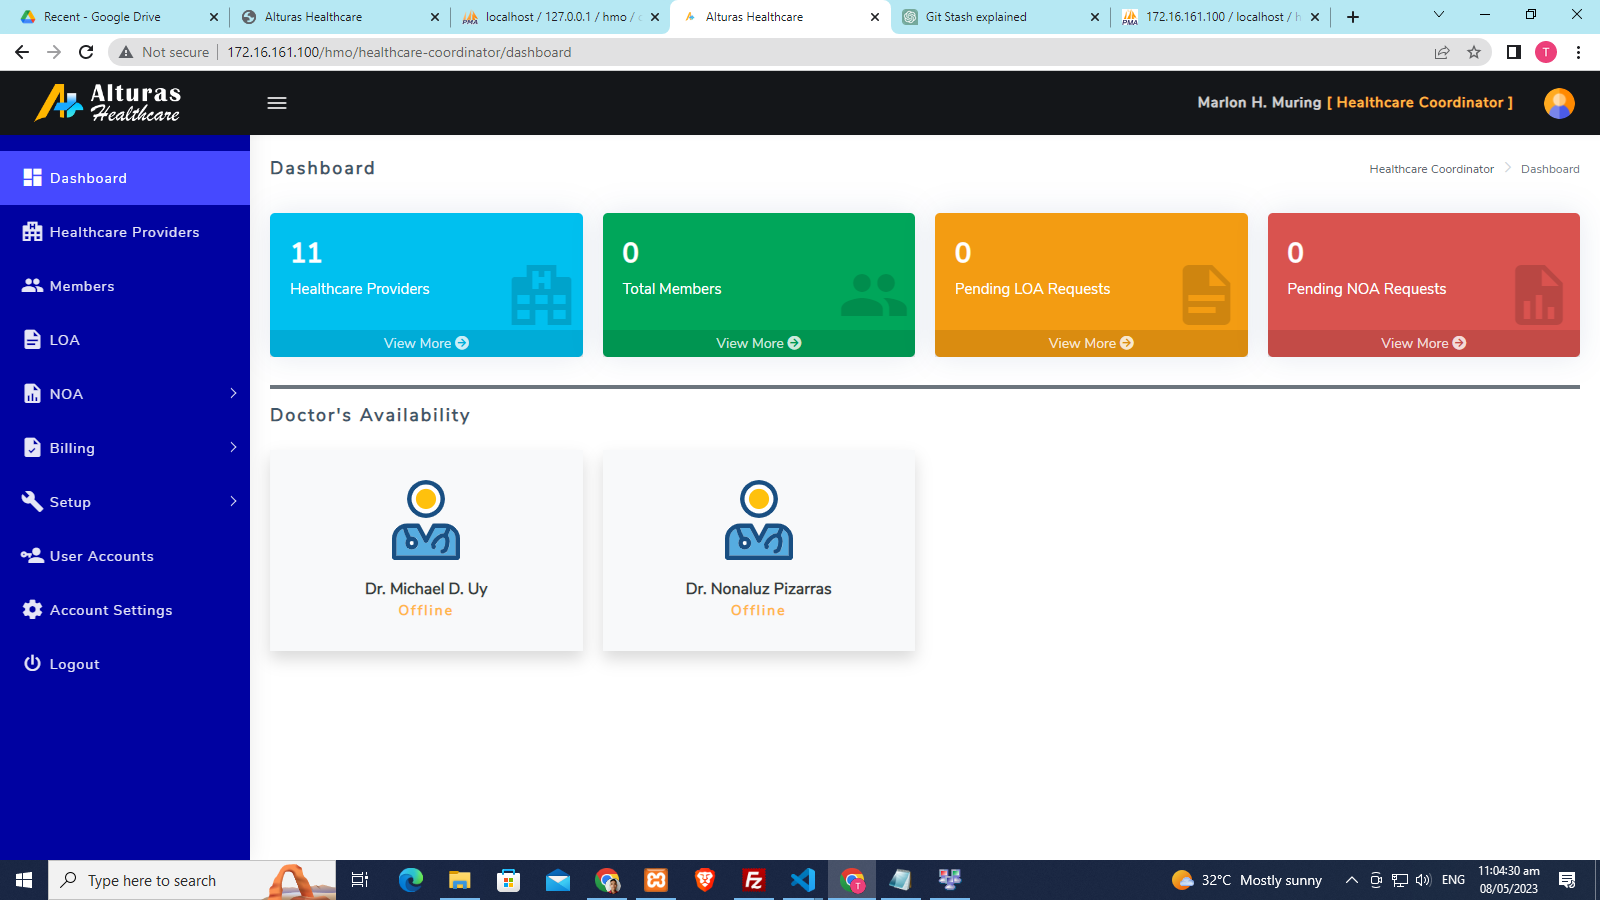 Recent - Google Drive
Alturas Healthcare
localhost / 127.0.0.1 / hmo /
Alturas Healthcare
Git Stash explained
172.16.161.100 / localhost / h
Not secure
172.16.161.100/hmo/healthcare-coordinator/dashboard
T
Alturas
Healthcare
Marlon H. Muring [ Healthcare Coordinator ]
Dashboard
Healthcare Providers
Members
LOA
NOA
Billing
Setup
User Accounts
Account Settings
Logout
Dashboard
Healthcare Coordinator
Dashboard
11
Healthcare Providers
View More
0
Total Members
View More
0
Pending LOA Requests
View More
0
Pending NOA Requests
View More
Doctor's Availability
Dr. Michael D. Uy
Offline
Dr. Nonaluz Pizarras
Offline
Type here to search
32°C Mostly sunny
ENG
11:04:30 am
08/05/2023